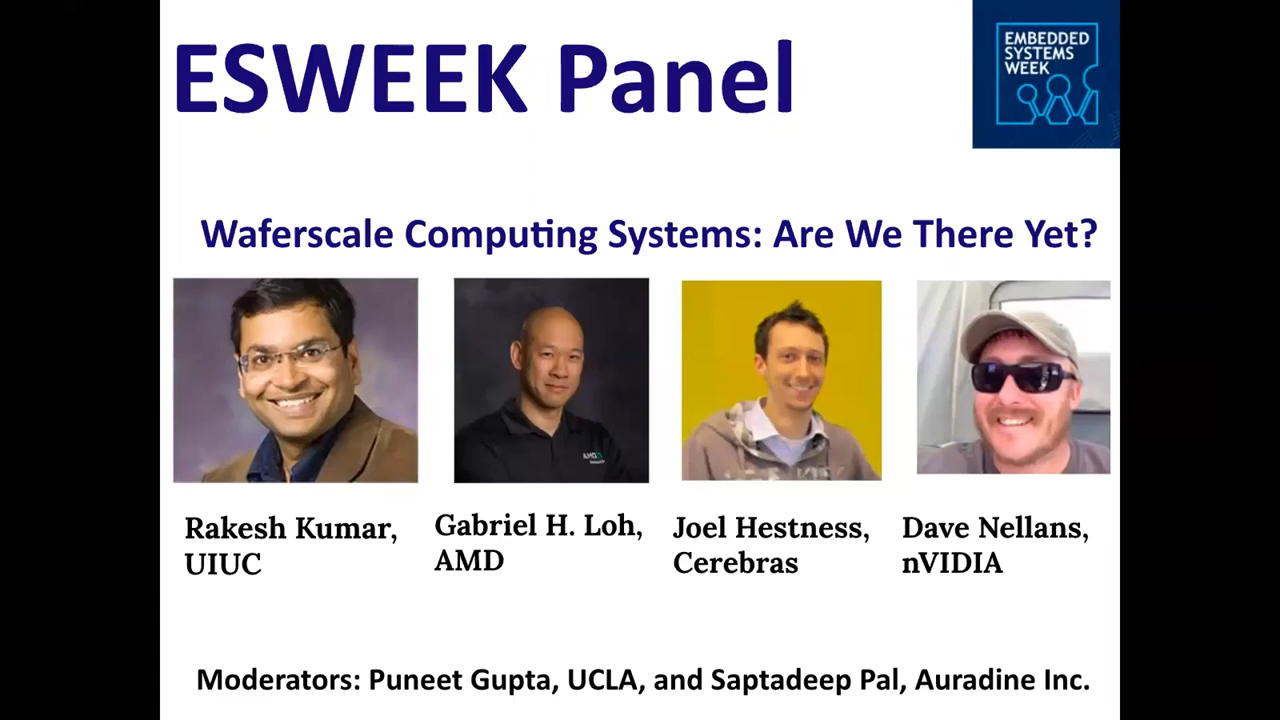 ESWEEK Panel
EMBEDDED
SYSTEMS
WEEK
Waferscale Computing Systems: Are We There Yet?
AMD
Rakesh Kumar,
UIUC
Gabriel H. Loh,
AMD
Joel Hestness,
Cerebras
Dave Nellans,
nVIDIA
Moderators: Puneet Gupta, UCLA, and Saptadeep Pal, Auradine Inc.